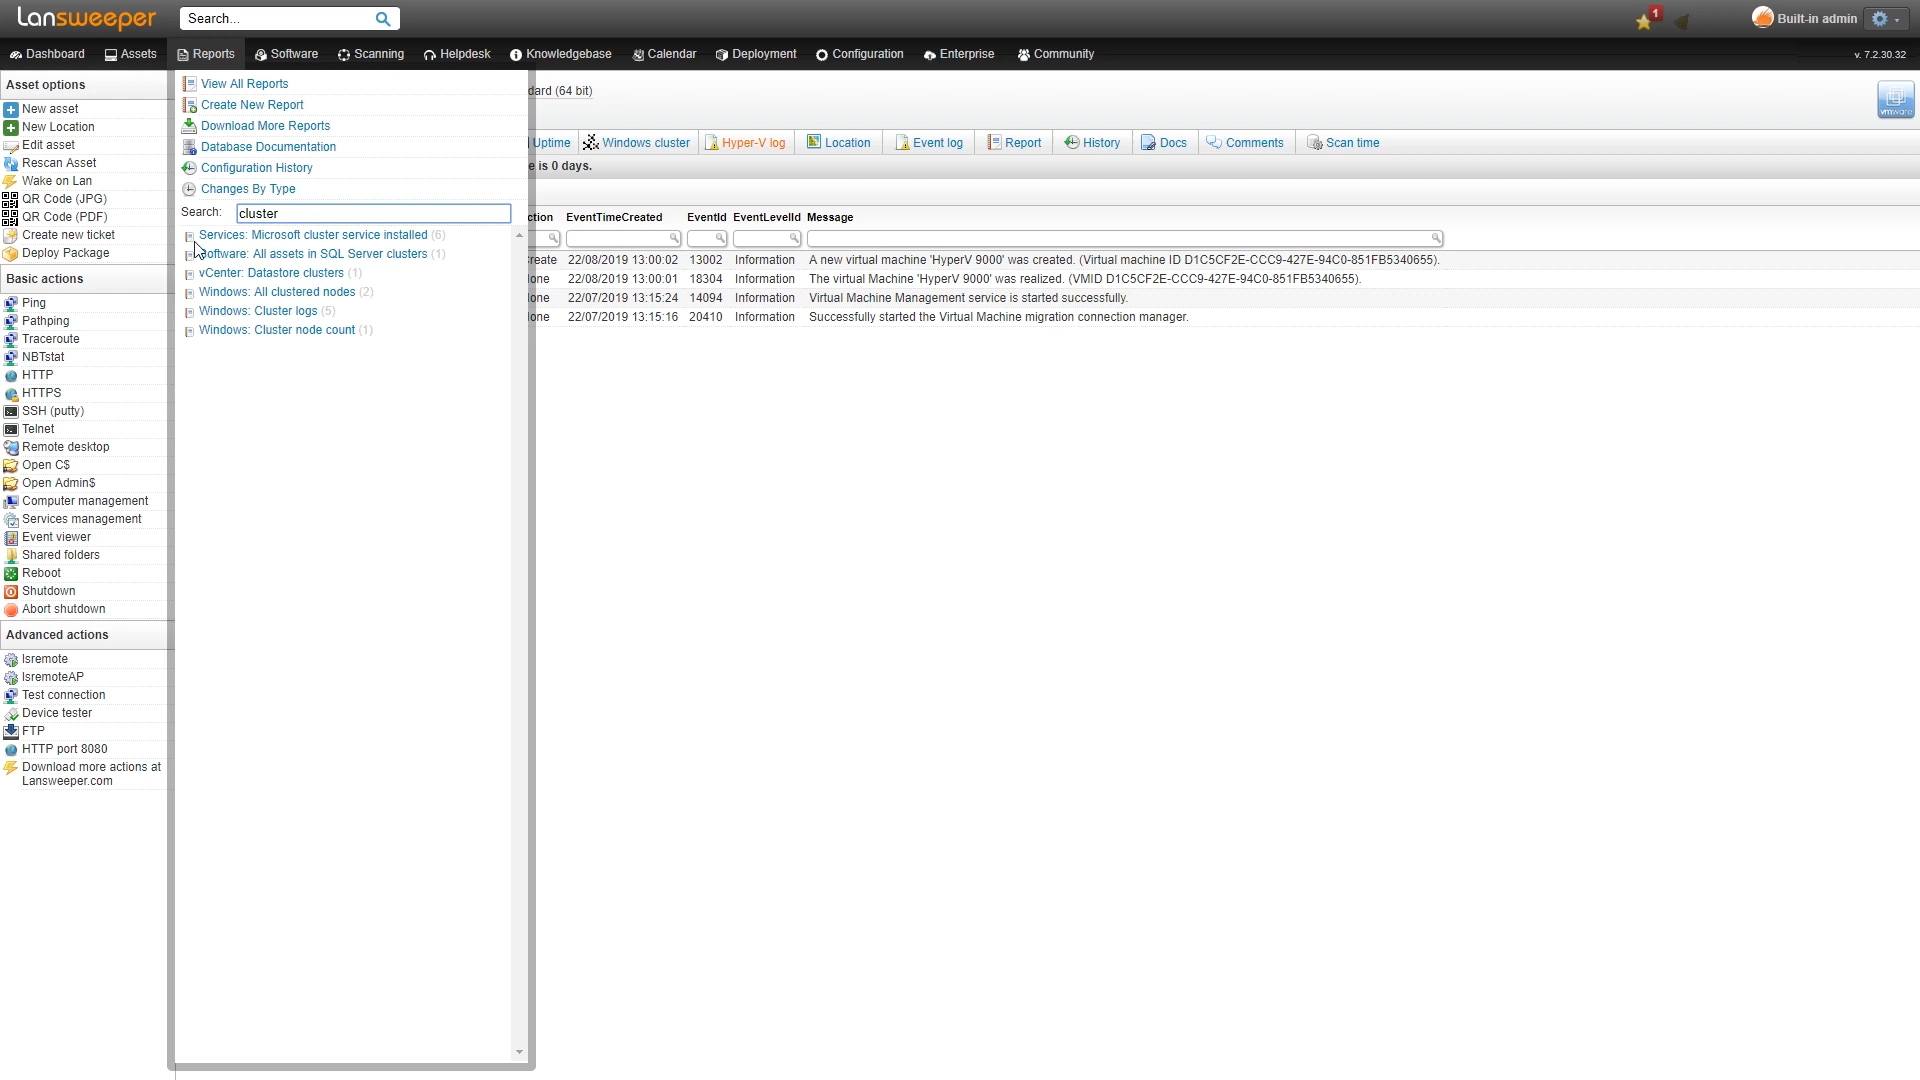 Lansweeper
Search...
1
Built-in admin
Dashboard Assets Reports Software Scanning Helpdesk Knowledgebase Calendar Deployment Configuration Enterprise Community
v. 7.2.30.32
Asset options
New asset
New Location
Edit asset
Rescan Asset
Wake on Lan
QR Code (JPG)
QR Code (PDF)
Create new ticket
Deploy Package
Basic actions
Ping
Pathping
Traceroute
NBTstat
HTTP
HTTPS
SSH (putty)
Telnet
Remote desktop
Open C$
Open Admin$
Computer management
Services management
Event viewer
Shared folders
Reboot
Shutdown
Abort shutdown
Advanced actions
lsremote
lsremoteAP
Test connection
Device tester
FTP
HTTP port 8080
Download more actions at
Lansweeper.com
View All Reports
Create New Report
Download More Reports
Database Documentation
Configuration History
Changes By Type
Search: cluster
Services: Microsoft cluster service installed (6)
oftware: All assets in SQL Server clusters (1)
vCenter: Datastore clusters (1)
Windows: All clustered nodes (2)
Windows: Cluster logs (5)
Windows: Cluster node count (1)
dard (64 bit)
vmware
Uptime Windows cluster Hyper-V log Location Event log Report History Docs Comments Scan time
e is 0 days.
ction EventTimeCreated EventId EventLevelId Message
reate 22/08/2019 13:00:02 13002 Information A new virtual machine 'HyperV 9000' was created. (Virtual machine ID D1C5CF2E-CCC9-427E-94C0-851FB5340655).
lone 22/08/2019 13:00:01 18304 Information The virtual Machine 'HyperV 9000' was realized. (VMID D1C5CF2E-CCC9-427E-94C0-851FB5340655).
lone 22/07/2019 13:15:24 14094 Information Virtual Machine Management service is started successfully.
lone 22/07/2019 13:15:16 20410 Information Successfully started the Virtual Machine migration connection manager.